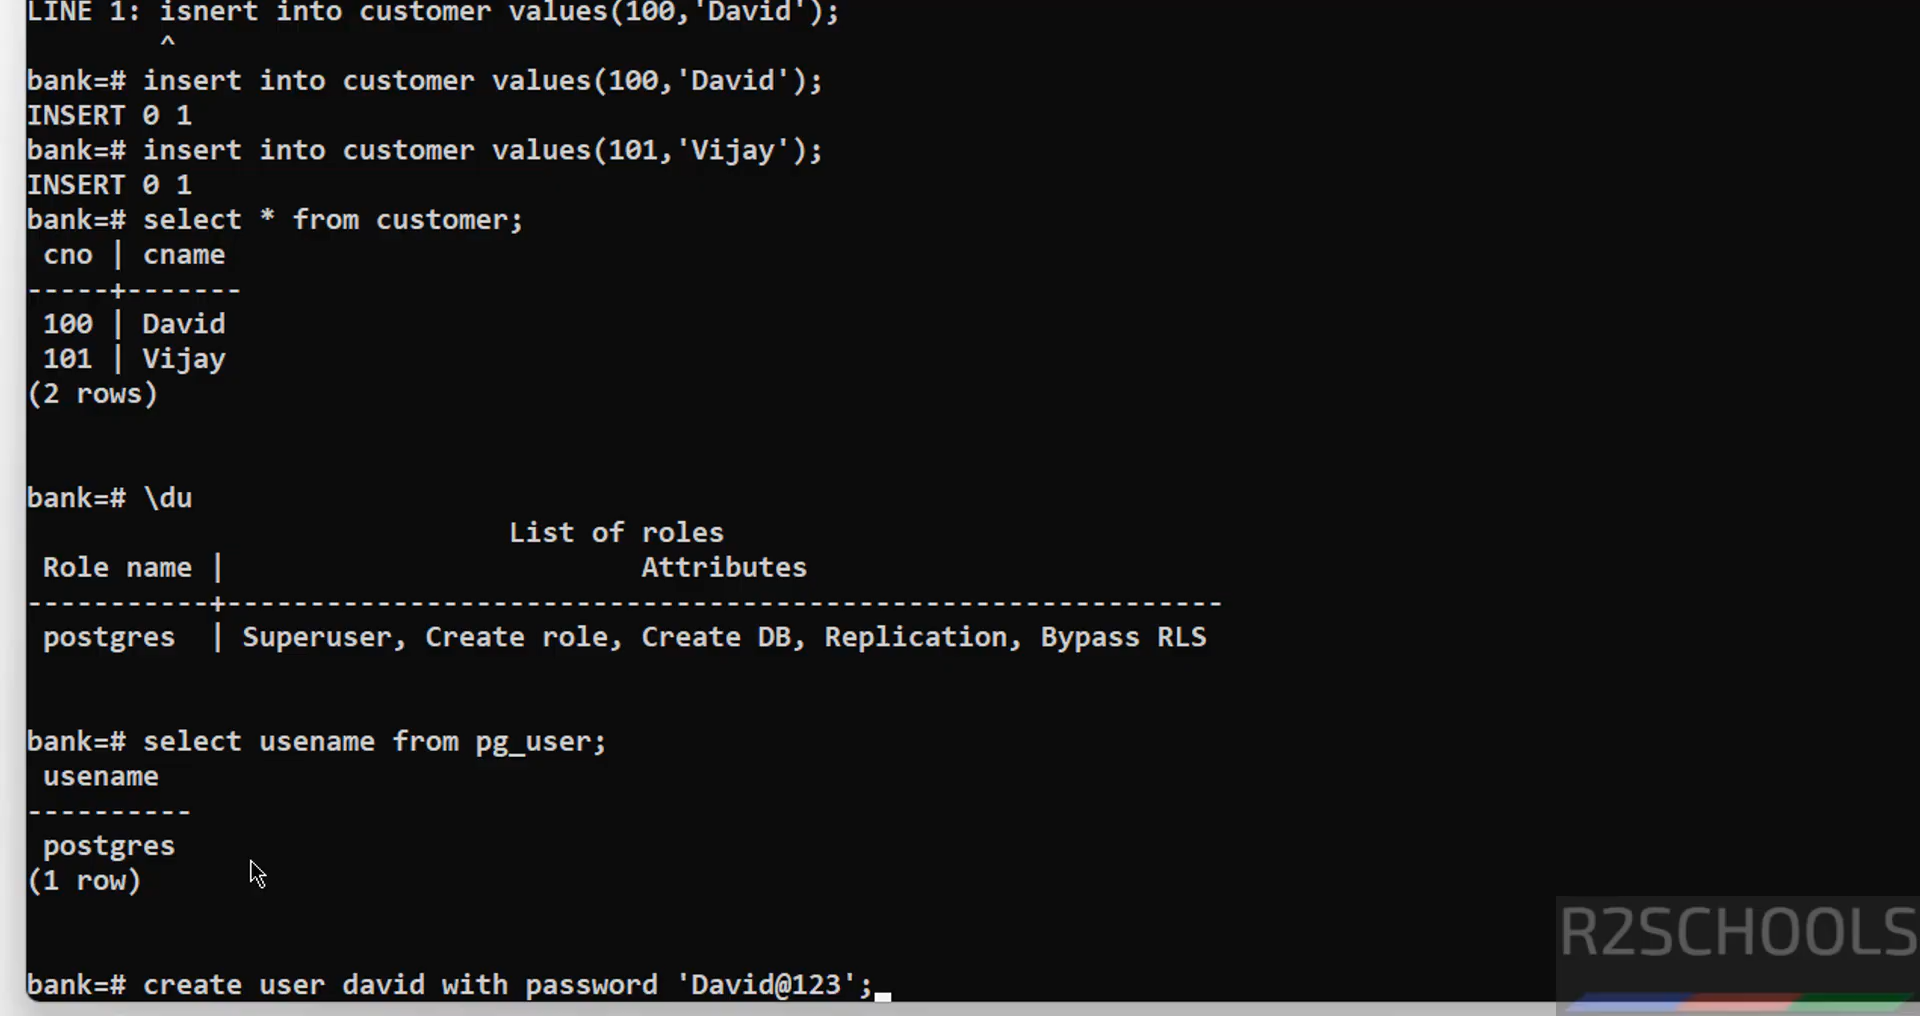 LINE 1: isnert into customer values(100,'David');
^
bank=# insert into customer values(100,'David');
INSERT 0 1
bank=# insert into customer values(101,'Vijay');
INSERT 0 1
bank=# select * from customer;
 cno | cname
-----+-------
 100 | David
 101 | Vijay
(2 rows)
bank=# \du
List of roles
 Role name | Attributes
-----------+------------------------------------------------------------
 postgres  | Superuser, Create role, Create DB, Replication, Bypass RLS
bank=# select usename from pg_user;
 usename
----------
 postgres
(1 row)
R2SCHOOLS
bank=# create user david with password 'David@123';